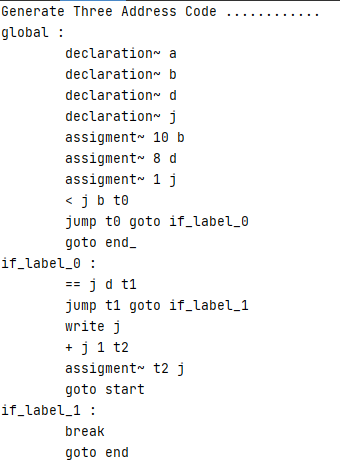 Generate Three Address Code ............
global :
declaration~ a
declaration~ b
declaration~ d
declaration~ j
assigment~ 10 b
assigment~ 8 d
assigment~ 1 j
< j b t0
jump t0 goto if_label_0
goto end_
if_label_0 :
== j d t1
jump t1 goto if_label_1
write j
+ j 1 t2
assigment~ t2 j
goto start
if_label_1 :
break
goto end